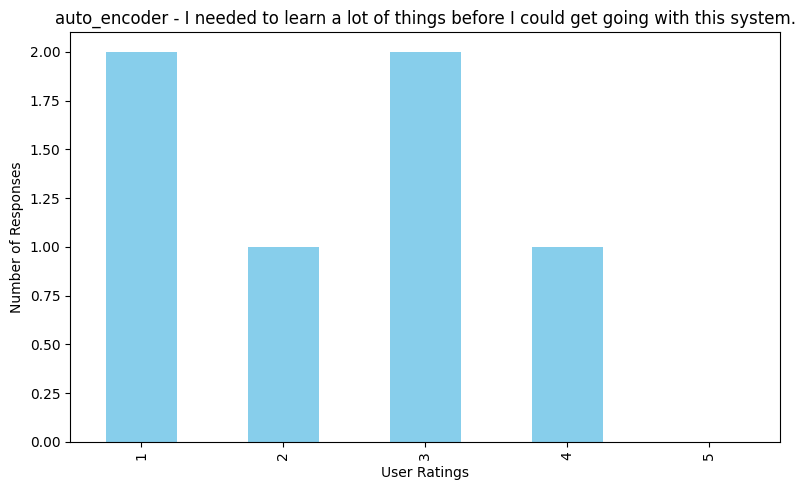 auto_encoder - I needed to learn a lot of things before I could get going with this system.
2.00
1.75
1.50
1.25
1.00
0.75
0.50
0.25
0.00
Number of Responses
1 2 3 4 5
User Ratings